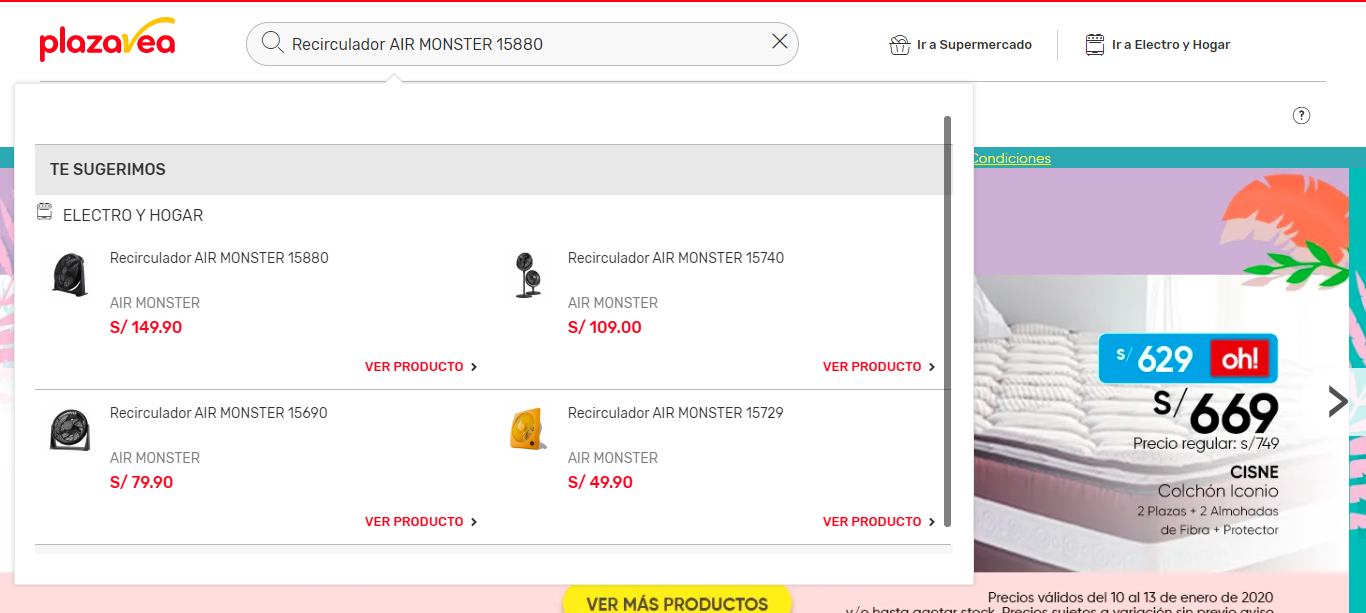 plazavea
Recirculador AIR MONSTER 15880
Ir a Supermercado
Ir a Electro y Hogar
?
Condiciones
TE SUGERIMOS
ELECTRO Y HOGAR
Recirculador AIR MONSTER 15880
AIR MONSTER
S/ 149.90
VER PRODUCTO
Recirculador AIR MONSTER 15740
AIR MONSTER
S/ 109.00
VER PRODUCTO
Recirculador AIR MONSTER 15690
AIR MONSTER
S/ 79.90
VER PRODUCTO
Recirculador AIR MONSTER 15729
AIR MONSTER
S/ 49.90
VER PRODUCTO
S/ 629 oh!
S/ 669
Precio regular: s/749
CISNE
Colchón Iconio
2 Plazas + 2 Almohadas
de Fibra + Protector
VER MÁS PRODUCTOS
Precios válidos del 10 al 13 de enero de 2020
y/o hasta agotar stock. Precios sujetos a variación sin previo aviso